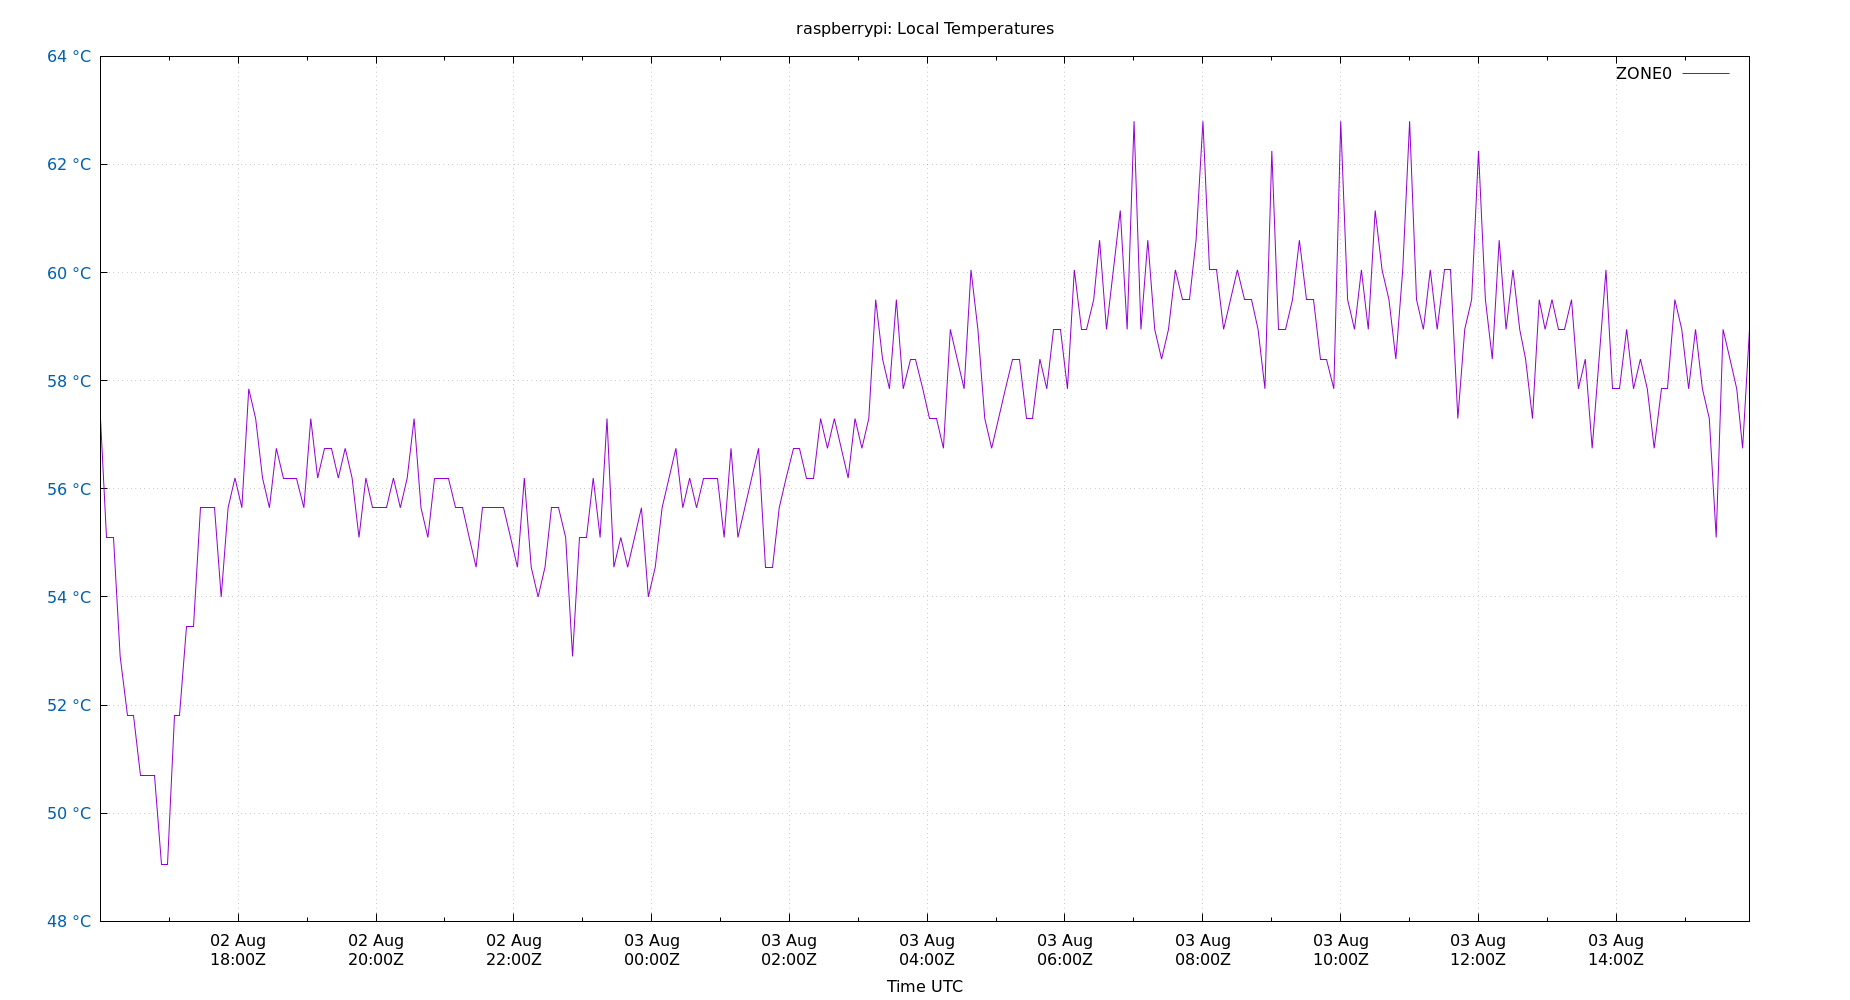 raspberrypi: Local Temperatures
64 °C
ZONE0
62 °C
60 °C
58 °C
56 °C
54 °C
52 °C
50 °C
48 °C
02 Aug 02 Aug 02 Aug 03 Aug 03 Aug 03 Aug 03 Aug 03 Aug 03 Aug 03 Aug 03 Aug
18:00Z 20:00Z 22:00Z 00:00Z 02:00Z 04:00Z 06:00Z 08:00Z 10:00Z 12:00Z 14:00Z
Time UTC